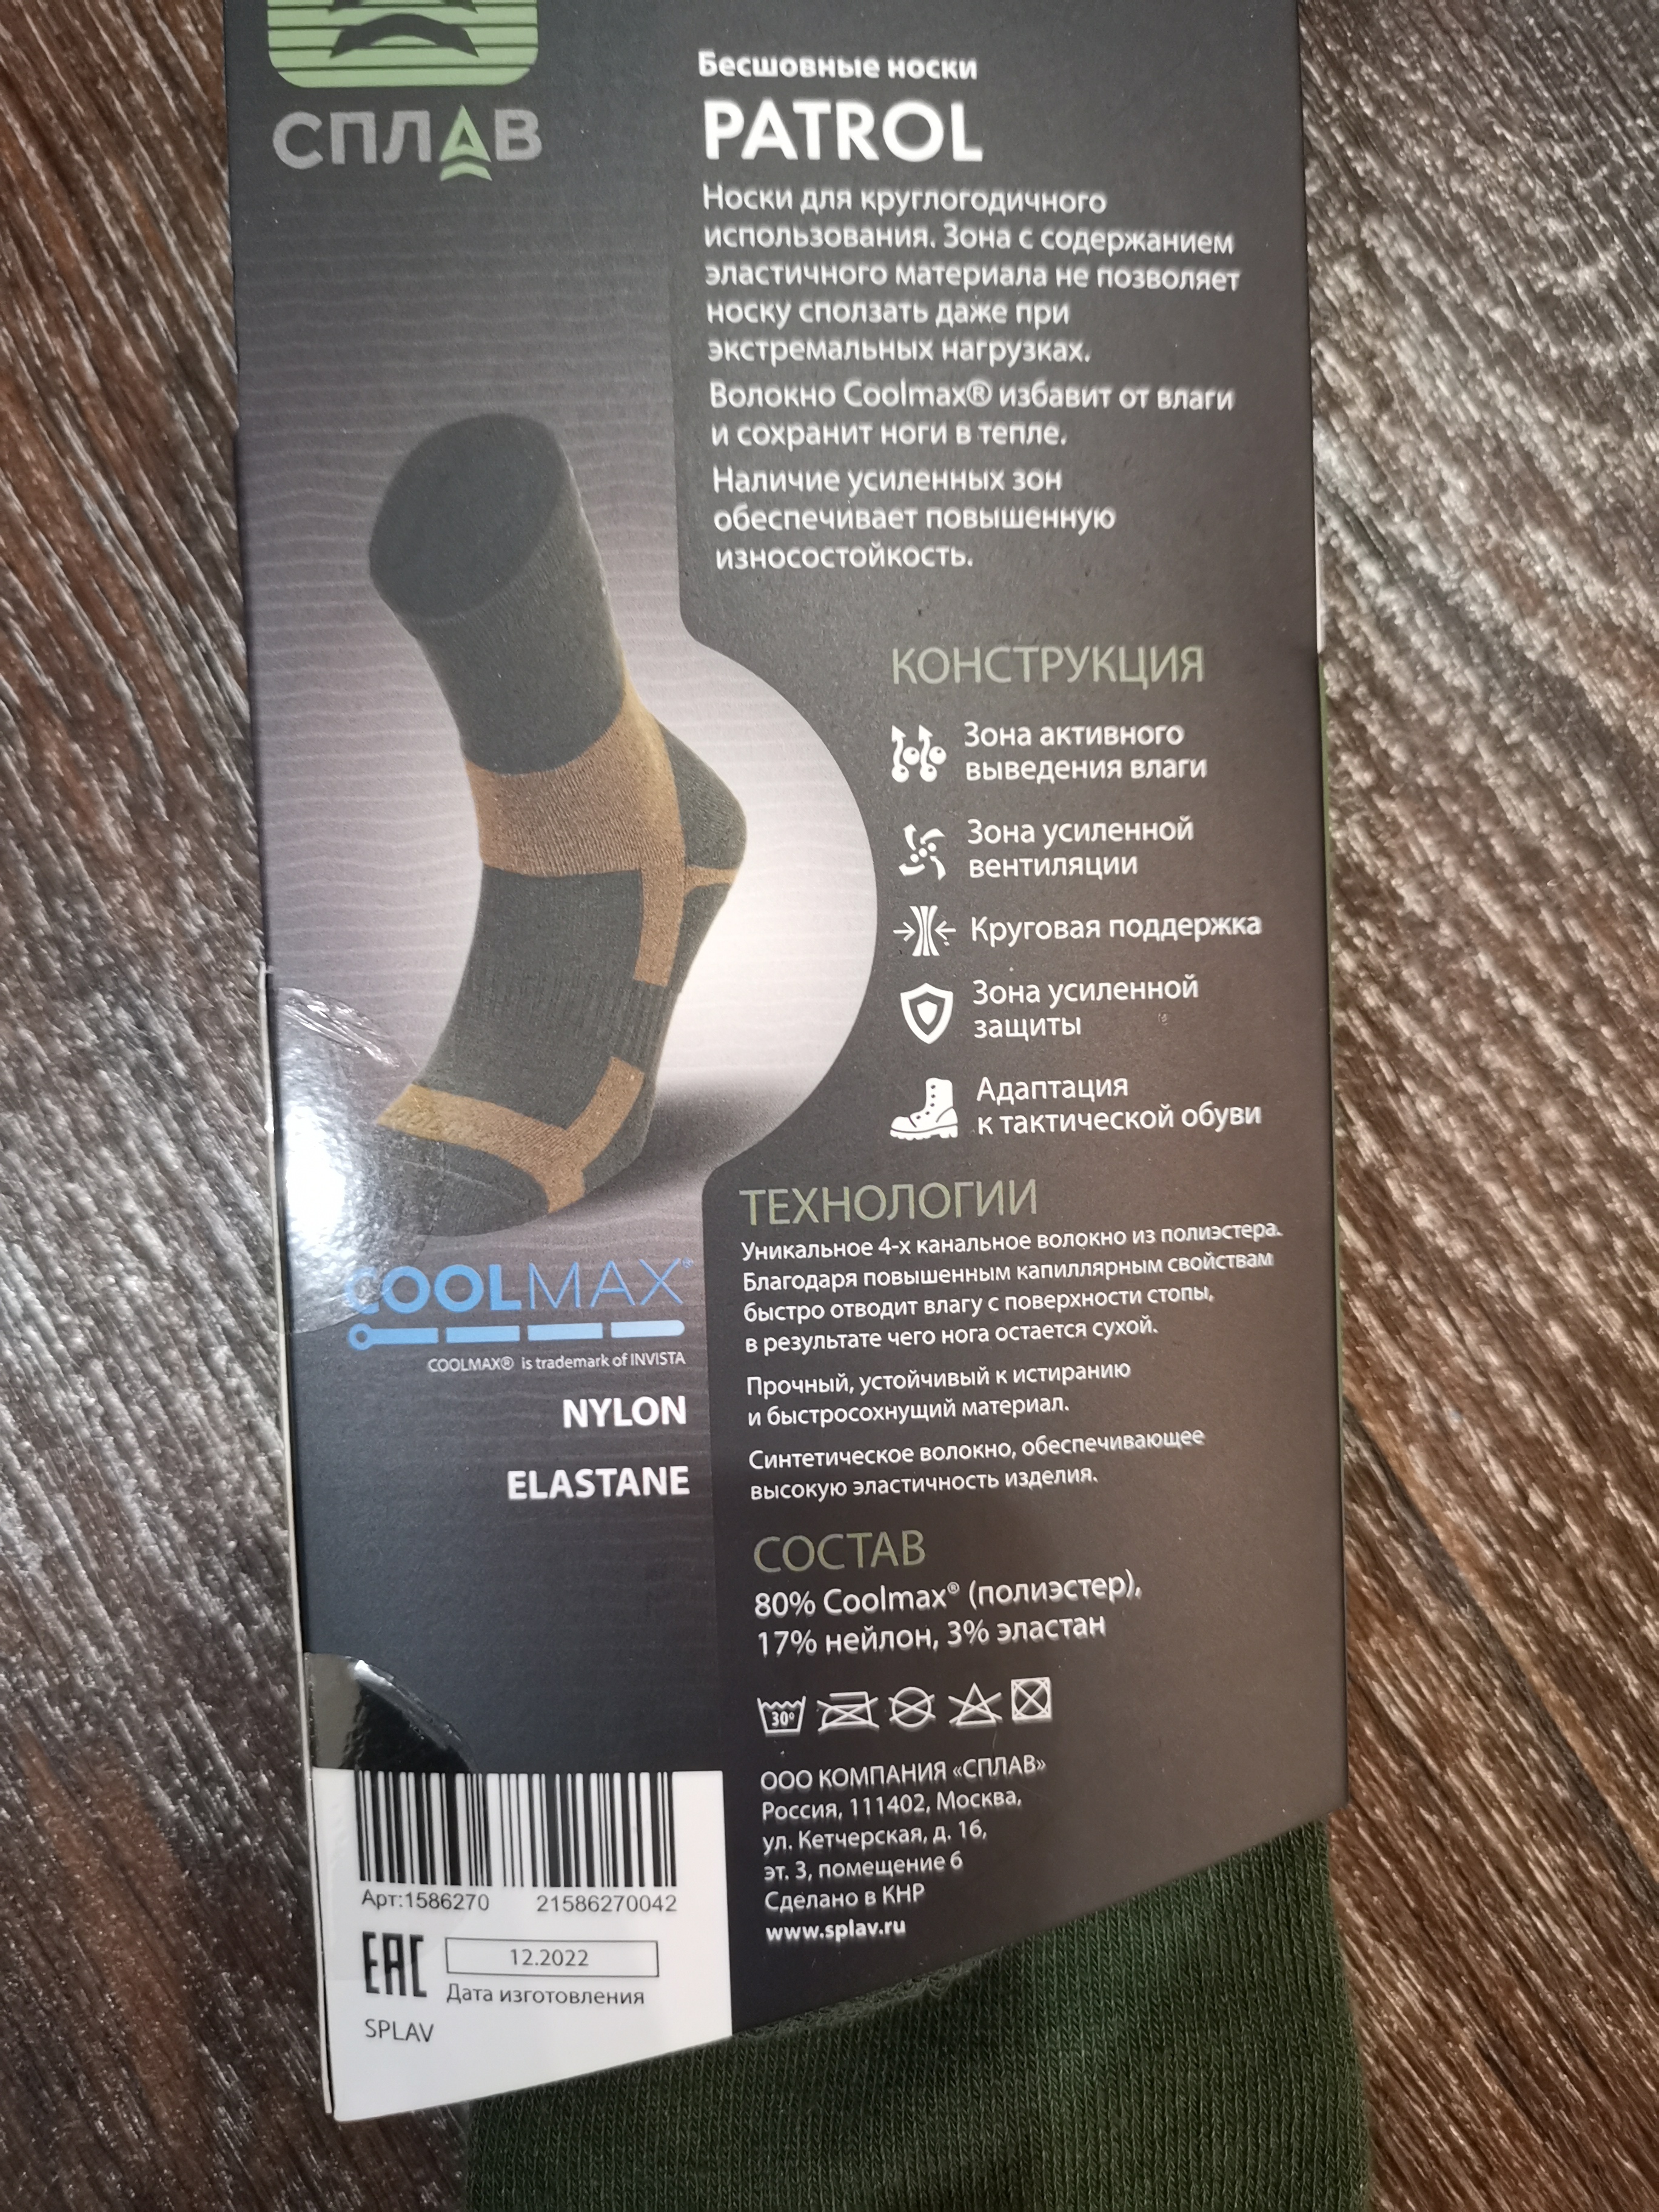 СПЛАВ
Бесшовные носки
PATROL
Носки для круглогодичного
использования. Зона с содержанием
эластичного материала не позволяет
носку сползать даже при
экстремальных нагрузках.
Волокно Coolmax® избавит от влаги
и сохранит ноги в тепле.
Наличие усиленных зон
обеспечивает повышенную
износостойкость.
КОНСТРУКЦИЯ
Зона активного
выведения влаги
Зона усиленной
вентиляции
Круговая поддержка
Зона усиленной
защиты
Адаптация
к тактической обуви
ТЕХНОЛОГИИ
COOLMAX®
COOLMAX® is trademark of INVISTA
Уникальное 4-х канальное волокно из полиэстера.
Благодаря повышенным капиллярным свойствам
быстро отводит влагу с поверхности стопы,
в результате чего нога остается сухой.
NYLON
Прочный, устойчивый к истиранию
и быстросохнущий материал.
ELASTANE
Синтетическое волокно, обеспечивающее
высокую эластичность изделия.
СОСТАВ
80% Coolmax® (полиэстер),
17% нейлон, 3% эластан
30°
ООО КОМПАНИЯ «СПЛАВ»
Россия, 111402, Москва,
ул. Кетчерская, д. 16,
эт. 3, помещение 6
Сделано в КНР
www.splav.ru
Арт:1586270 21586270042
EAC
12.2022
Дата изготовления
SPLAV